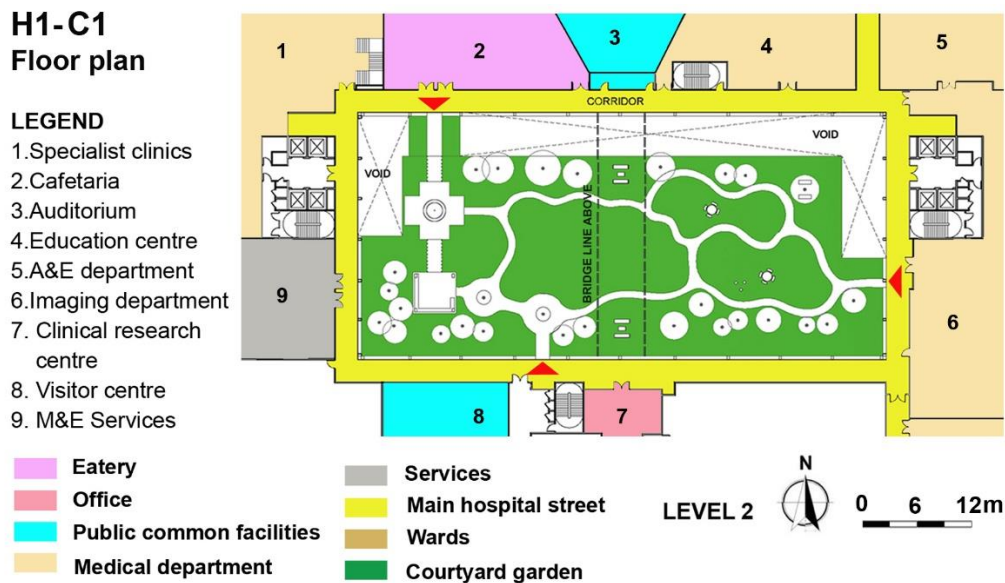 H1-C1
Floor plan
LEGEND
1.Specialist clinics
2.Cafetaria
3.Auditorium
4.Education centre
5.A&E department
6.Imaging department
7. Clinical research
centre
8. Visitor centre
9. M&E Services
1
2
3
4
5
CORRIDOR
VOID
VOID
BRIDGE LINE ABOVE
9
6
8
7
Eatery
Office
Public common facilities
Medical department
Services
Main hospital street
Wards
Courtyard garden
LEVEL 2
N
0 6 12m